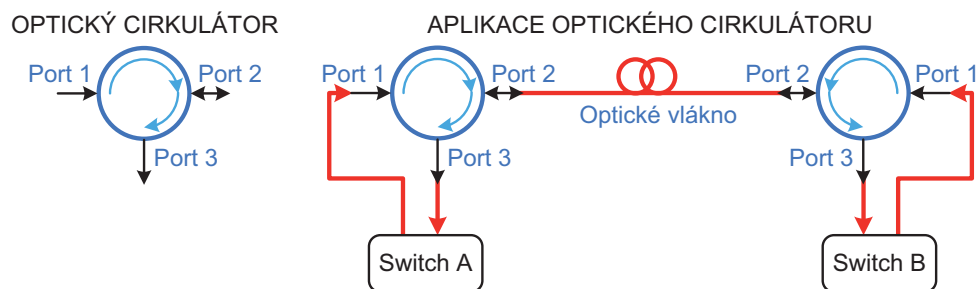 OPTICKÝ CIRKULÁTOR
Port 1
Port 2
Port 3
APLIKACE OPTICKÉHO CIRKULÁTORU
Port 1
Port 2
Optické vlákno
Port 2
Port 1
Port 3
Port 3
Switch A
Switch B